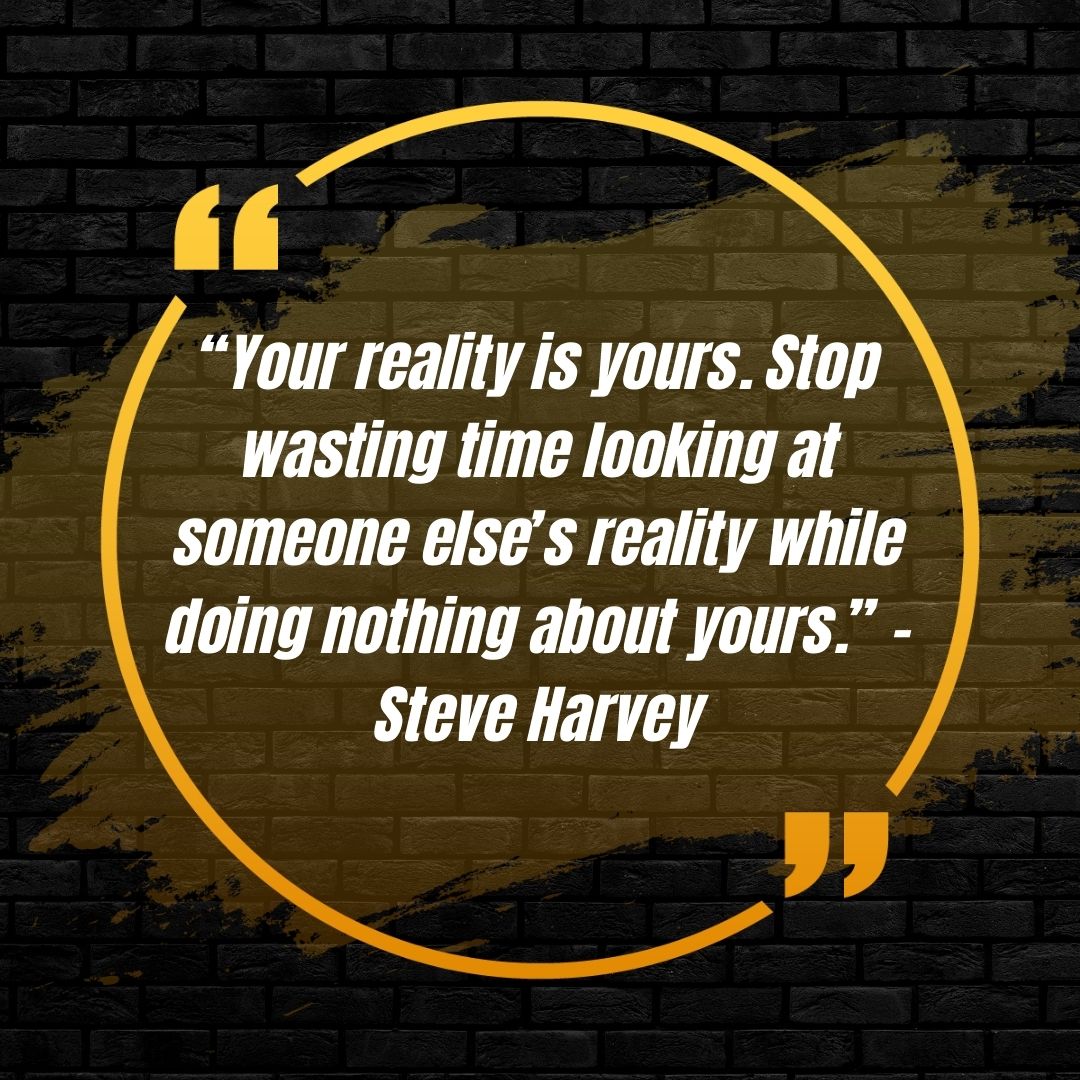 “Your reality is yours. Stop
wasting time looking at
someone else’s reality while
doing nothing about yours.” -
Steve Harvey